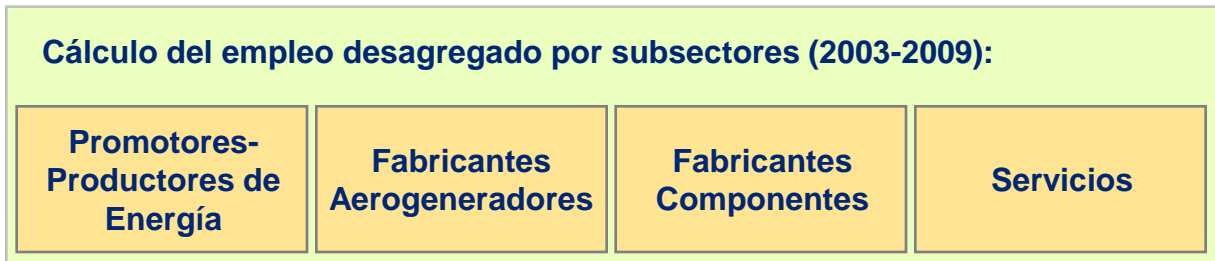 Cálculo del empleo desagregado por subsectores (2003-2009):
Promotores-
Productores de
Energía
Fabricantes
Aerogeneradores
Fabricantes
Componentes
Servicios